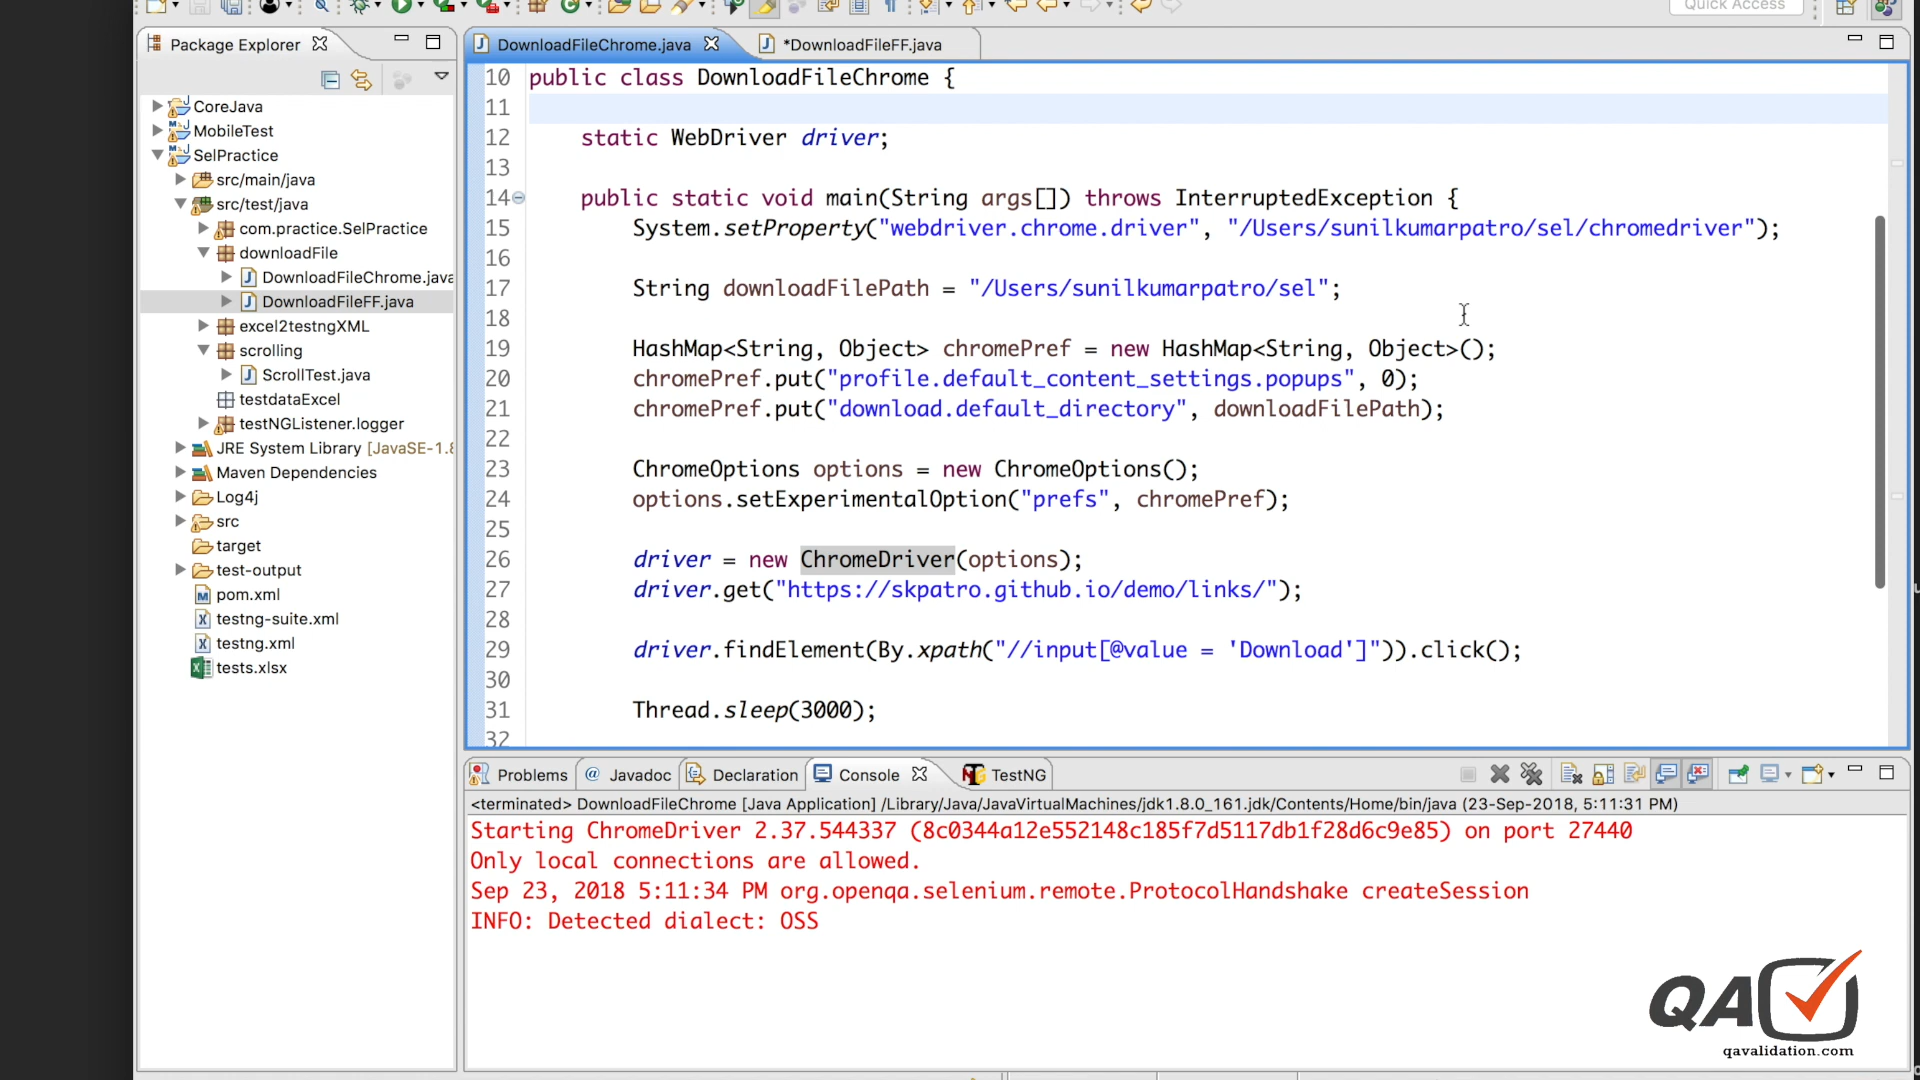 Quick Access
Package Explorer
CoreJava
MobileTest
SelPractice
src/main/java
src/test/java
com.practice.SelPractice
downloadFile
DownloadFileChrome.java
DownloadFileFF.java
excel2testngXML
scrolling
ScrollTest.java
testdataExcel
testNGListener.logger
JRE System Library [JavaSE-1.8
Maven Dependencies
Log4j
src
target
test-output
pom.xml
testng-suite.xml
testng.xml
tests.xlsx
DownloadFileChrome.java
*DownloadFileFF.java
10 public class DownloadFileChrome {
11
12 static WebDriver driver;
13
14 public static void main(String args[]) throws InterruptedException {
15 System.setProperty("webdriver.chrome.driver", "/Users/sunilkumarpatro/sel/chromedriver");
16
17 String downloadFilePath = "/Users/sunilkumarpatro/sel";
18
19 HashMap<String, Object> chromePref = new HashMap<String, Object>();
20 chromePref.put("profile.default_content_settings.popups", 0);
21 chromePref.put("download.default_directory", downloadFilePath);
22
23 ChromeOptions options = new ChromeOptions();
24 options.setExperimentalOption("prefs", chromePref);
25
26 driver = new ChromeDriver(options);
27 driver.get("https://skpatro.github.io/demo/links/");
28
29 driver.findElement(By.xpath("//input[@value = 'Download']")).click();
30
31 Thread.sleep(3000);
32
Problems @ Javadoc Declaration Console TestNG
<terminated> DownloadFileChrome [Java Application] /Library/Java/JavaVirtualMachines/jdk1.8.0_161.jdk/Contents/Home/bin/java (23-Sep-2018, 5:11:31 PM)
Starting ChromeDriver 2.37.544337 (8c0344a12e552148c185f7d5117db1f28d6c9e85) on port 27440
Only local connections are allowed.
Sep 23, 2018 5:11:34 PM org.openqa.selenium.remote.ProtocolHandshake createSession
INFO: Detected dialect: OSS
QA
qavalidation.com